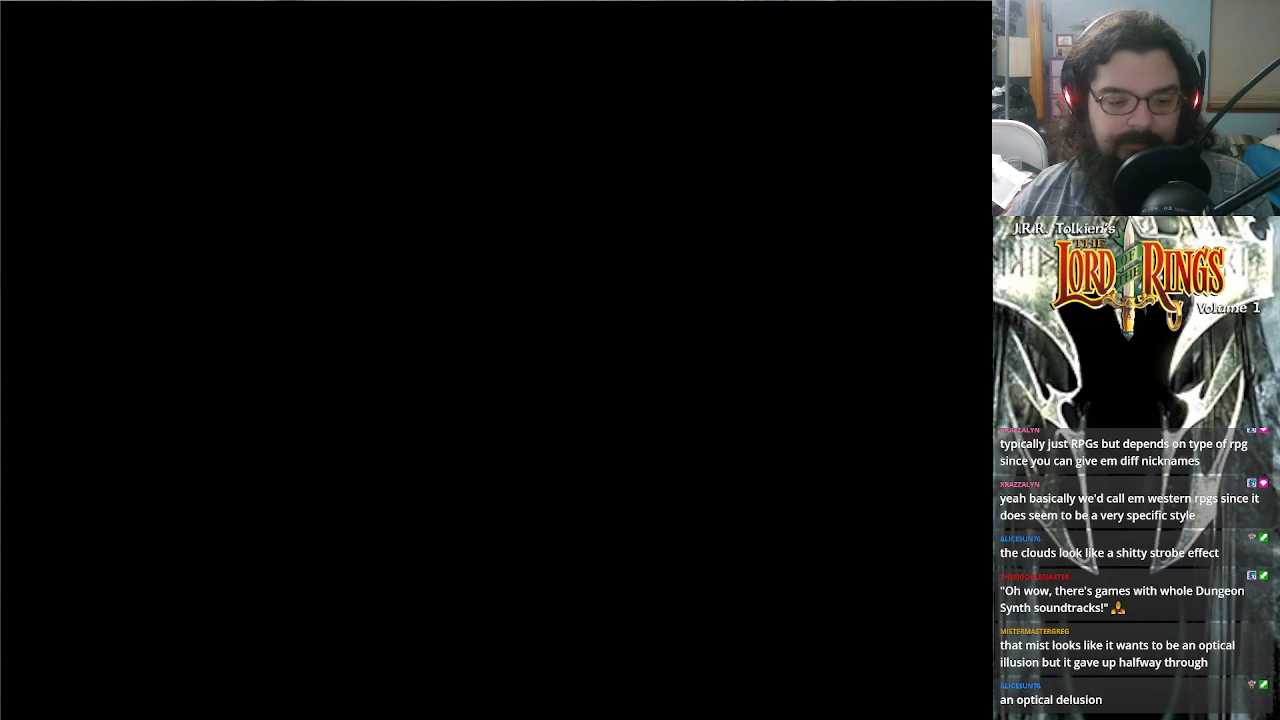 J.R.R. Tolkien's
THE
LORD OF THE RINGS
Volume 1
XRAZZALYN
typically just RPGs but depends on type of rpg
since you can give em diff nicknames
XRAZZALYN
yeah basically we'd call em western rpgs since it
does seem to be a very specific style
ALICESUN76
the clouds look like a shitty strobe effect
"Oh wow, there's games with whole Dungeon
Synth soundtracks!"
MISTERMASTERGREG
that mist looks like it wants to be an optical
illusion but it gave up halfway through
ALICESUN76
an optical delusion